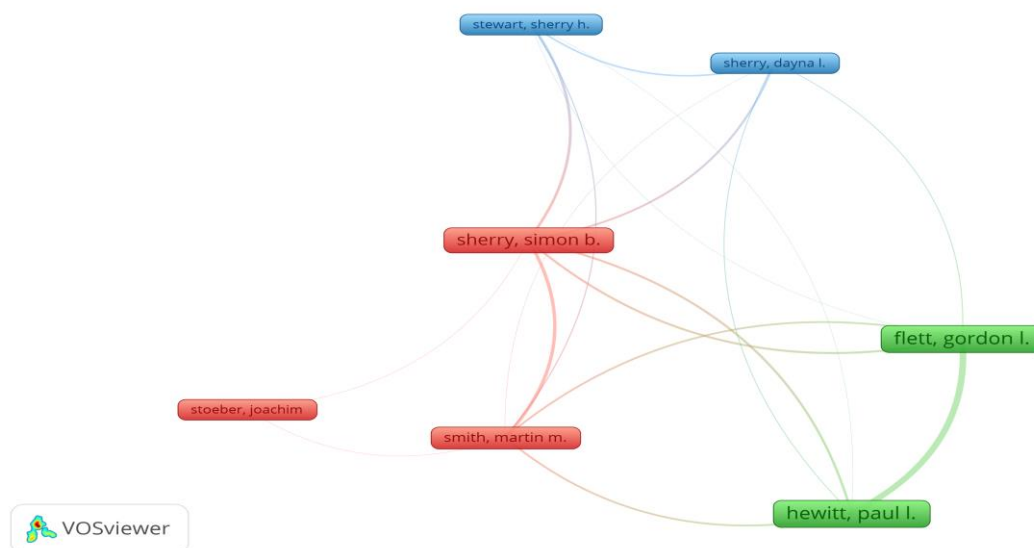 stewart, sherry h.
sherry, dayna l.
sherry, simon b.
flett, gordon l.
stoeber, joachim
smith, martin m.
hewitt, paul l.
VOSviewer